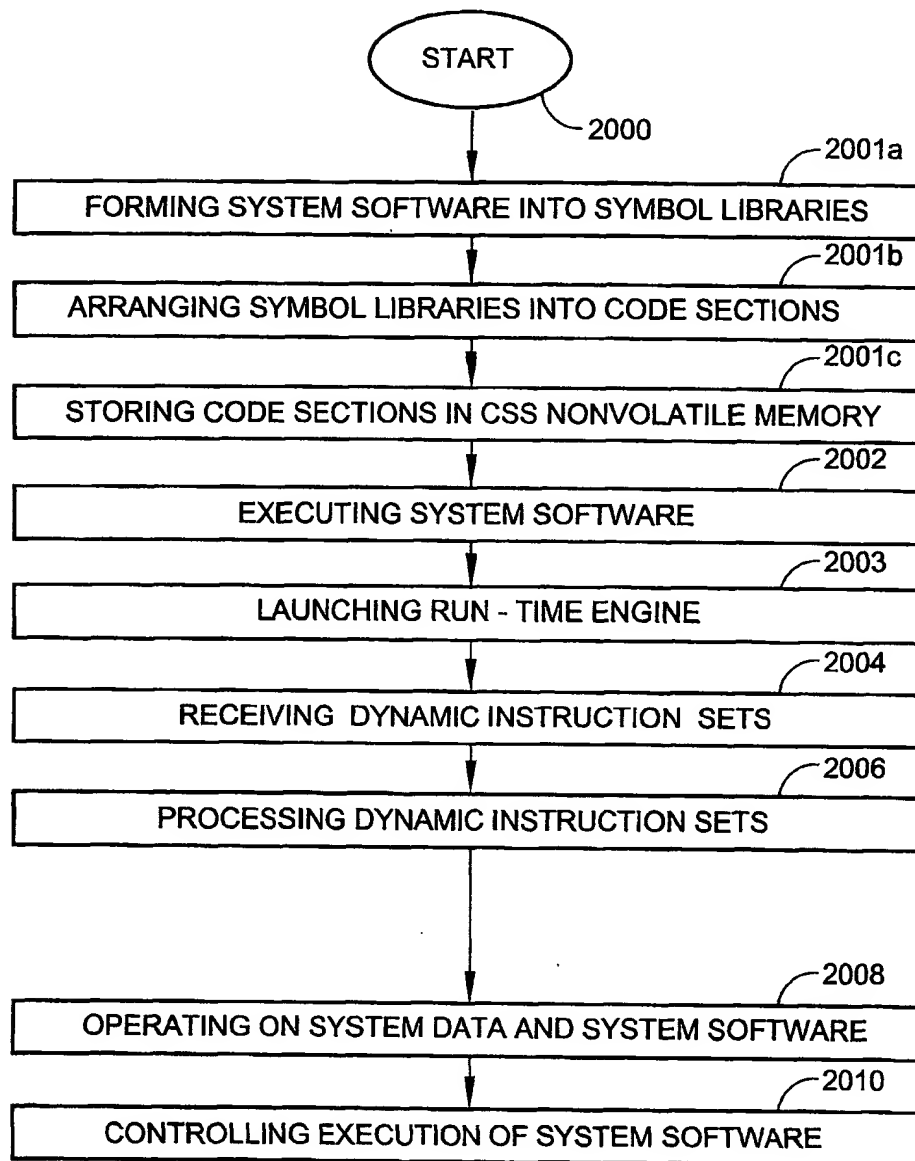 START
2000
2001a
FORMING SYSTEM SOFTWARE INTO SYMBOL LIBRARIES
2001b
ARRANGING SYMBOL LIBRARIES INTO CODE SECTIONS
2001c
STORING CODE SECTIONS IN CSS NONVOLATILE MEMORY
2002
EXECUTING SYSTEM SOFTWARE
2003
LAUNCHING RUN - TIME ENGINE
2004
RECEIVING DYNAMIC INSTRUCTION SETS
2006
PROCESSING DYNAMIC INSTRUCTION SETS
2008
OPERATING ON SYSTEM DATA AND SYSTEM SOFTWARE
2010
CONTROLLING EXECUTION OF SYSTEM SOFTWARE